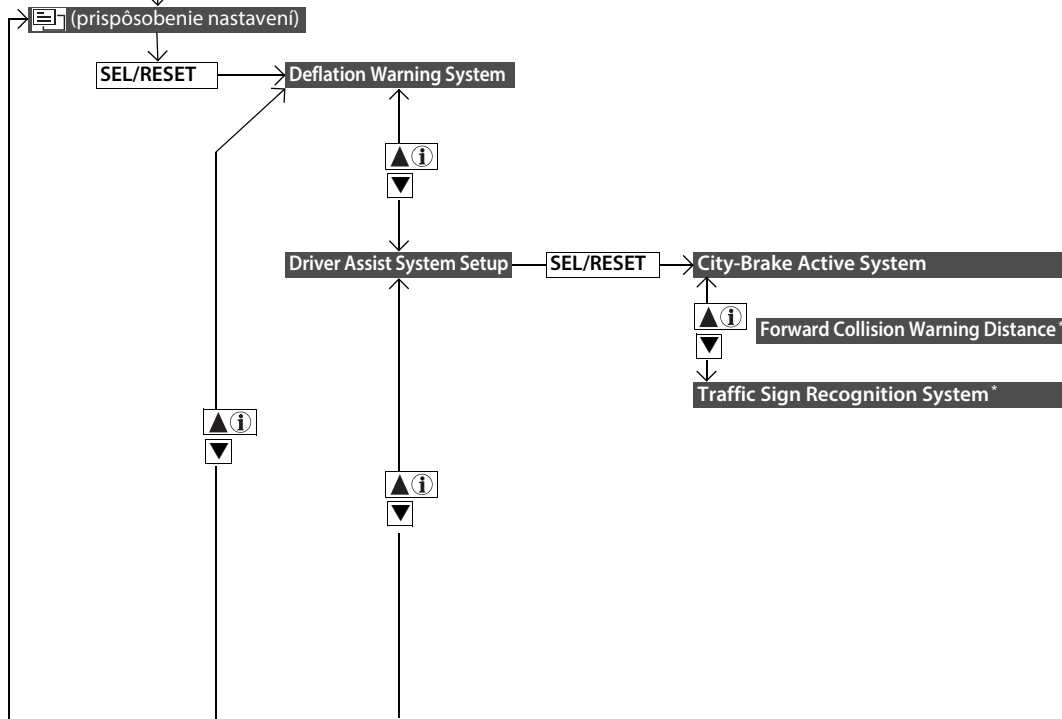 (prispôsobenie nastavení)
SEL/RESET
Deflation Warning System
▲ i
▼
Driver Assist System Setup
SEL/RESET
City-Brake Active System
▲ i
▼
Forward Collision Warning Distance*
Traffic Sign Recognition System*
▲ i
▼
▲ i
▼